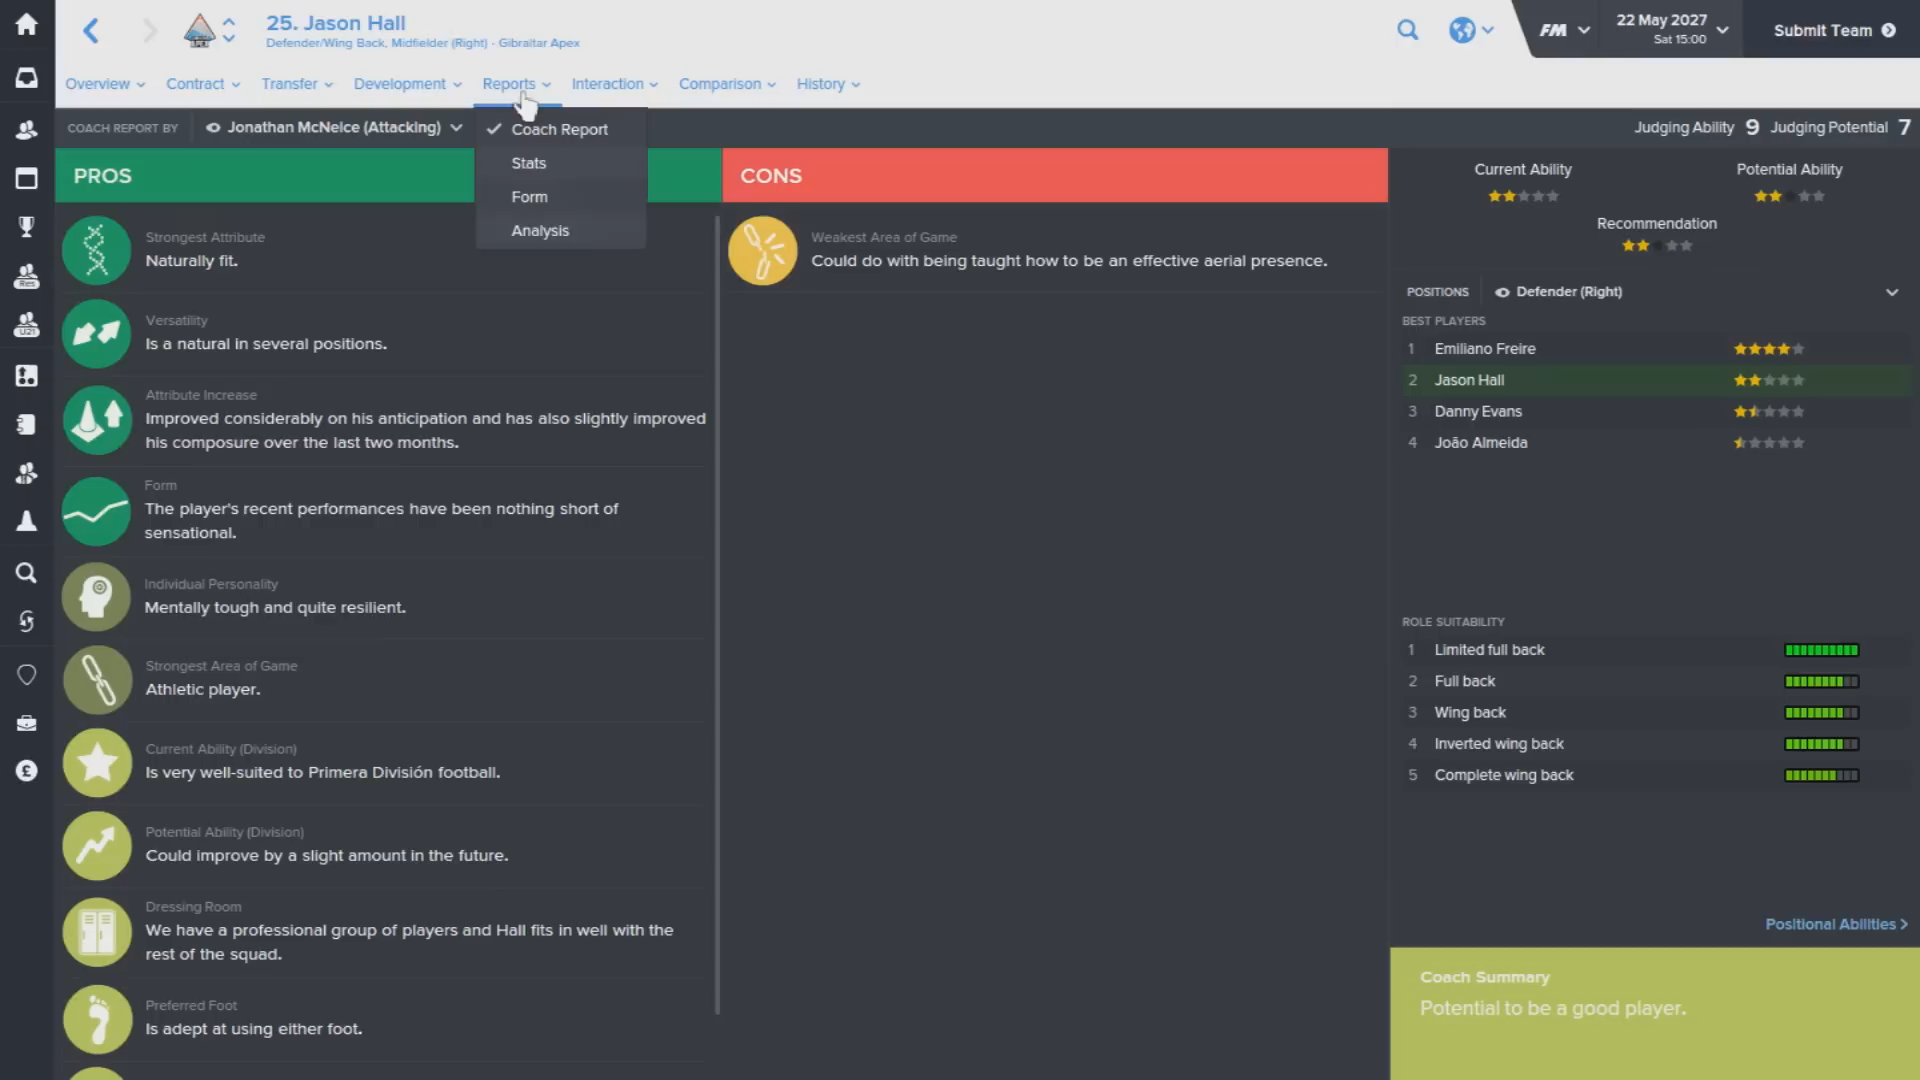 25. Jason Hall
Defender/Wing Back, Midfielder (Right) - Gibraltar Apex
FM
22 May 2027
Sat 15:00
Submit Team
Overview
Contract
Transfer
Development
Reports
Interaction
Comparison
History
COACH REPORT BY
Jonathan McNeice (Attacking)
Coach Report
Stats
Form
Analysis
Judging Ability 9 Judging Potential 7
PROS
Strongest Attribute
Naturally fit.
Versatility
Is a natural in several positions.
Attribute Increase
Improved considerably on his anticipation and has also slightly improved
his composure over the last two months.
Form
The player's recent performances have been nothing short of
sensational.
Individual Personality
Mentally tough and quite resilient.
Strongest Area of Game
Athletic player.
Current Ability (Division)
Is very well-suited to Primera División football.
Potential Ability (Division)
Could improve by a slight amount in the future.
Dressing Room
We have a professional group of players and Hall fits in well with the
rest of the squad.
Preferred Foot
Is adept at using either foot.
CONS
Weakest Area of Game
Could do with being taught how to be an effective aerial presence.
Current Ability
Potential Ability
Recommendation
POSITIONS
Defender (Right)
BEST PLAYERS
1 Emiliano Freire
2 Jason Hall
3 Danny Evans
4 João Almeida
ROLE SUITABILITY
1 Limited full back
2 Full back
3 Wing back
4 Inverted wing back
5 Complete wing back
Positional Abilities >
Coach Summary
Potential to be a good player.
Res
U21